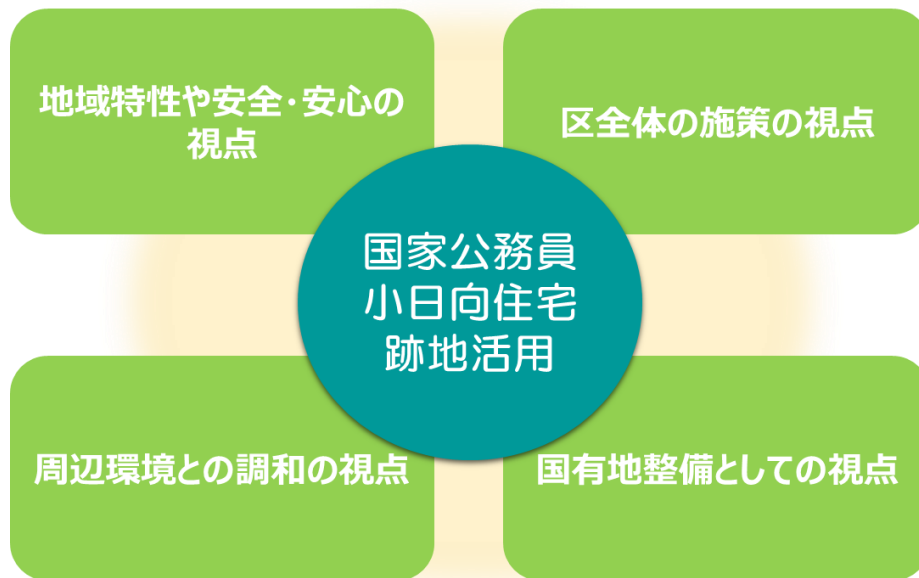 地域特性や安全・安心の
視点
区全体の施策の視点
国家公務員
小日向住宅
跡地活用
周辺環境との調和の視点
国有地整備としての視点